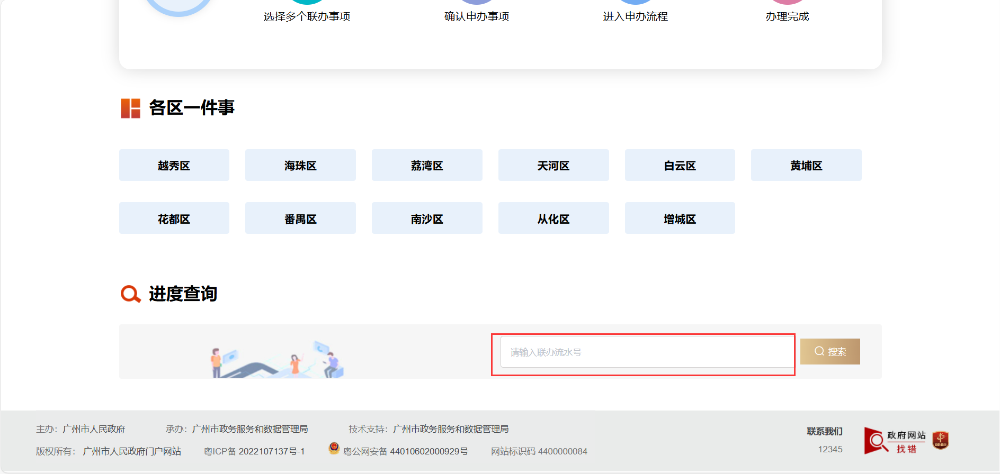 选择多个联办事项 确认申办事项 进入申办流程 办理完成
各区一件事
越秀区 海珠区 荔湾区 天河区 白云区 黄埔区
花都区 番禺区 南沙区 从化区 增城区
进度查询
请输入联办流水号 搜索
主办：广州市人民政府 承办：广州市政务服务和数据管理局 技术支持：广州市政务服务和数据管理局
版权所有： 广州市人民政府门户网站 粤ICP备 2022107137号-1 粤公网安备 44010602000929号 网站标识码 4400000084
联系我们
12345
政府网站
找错